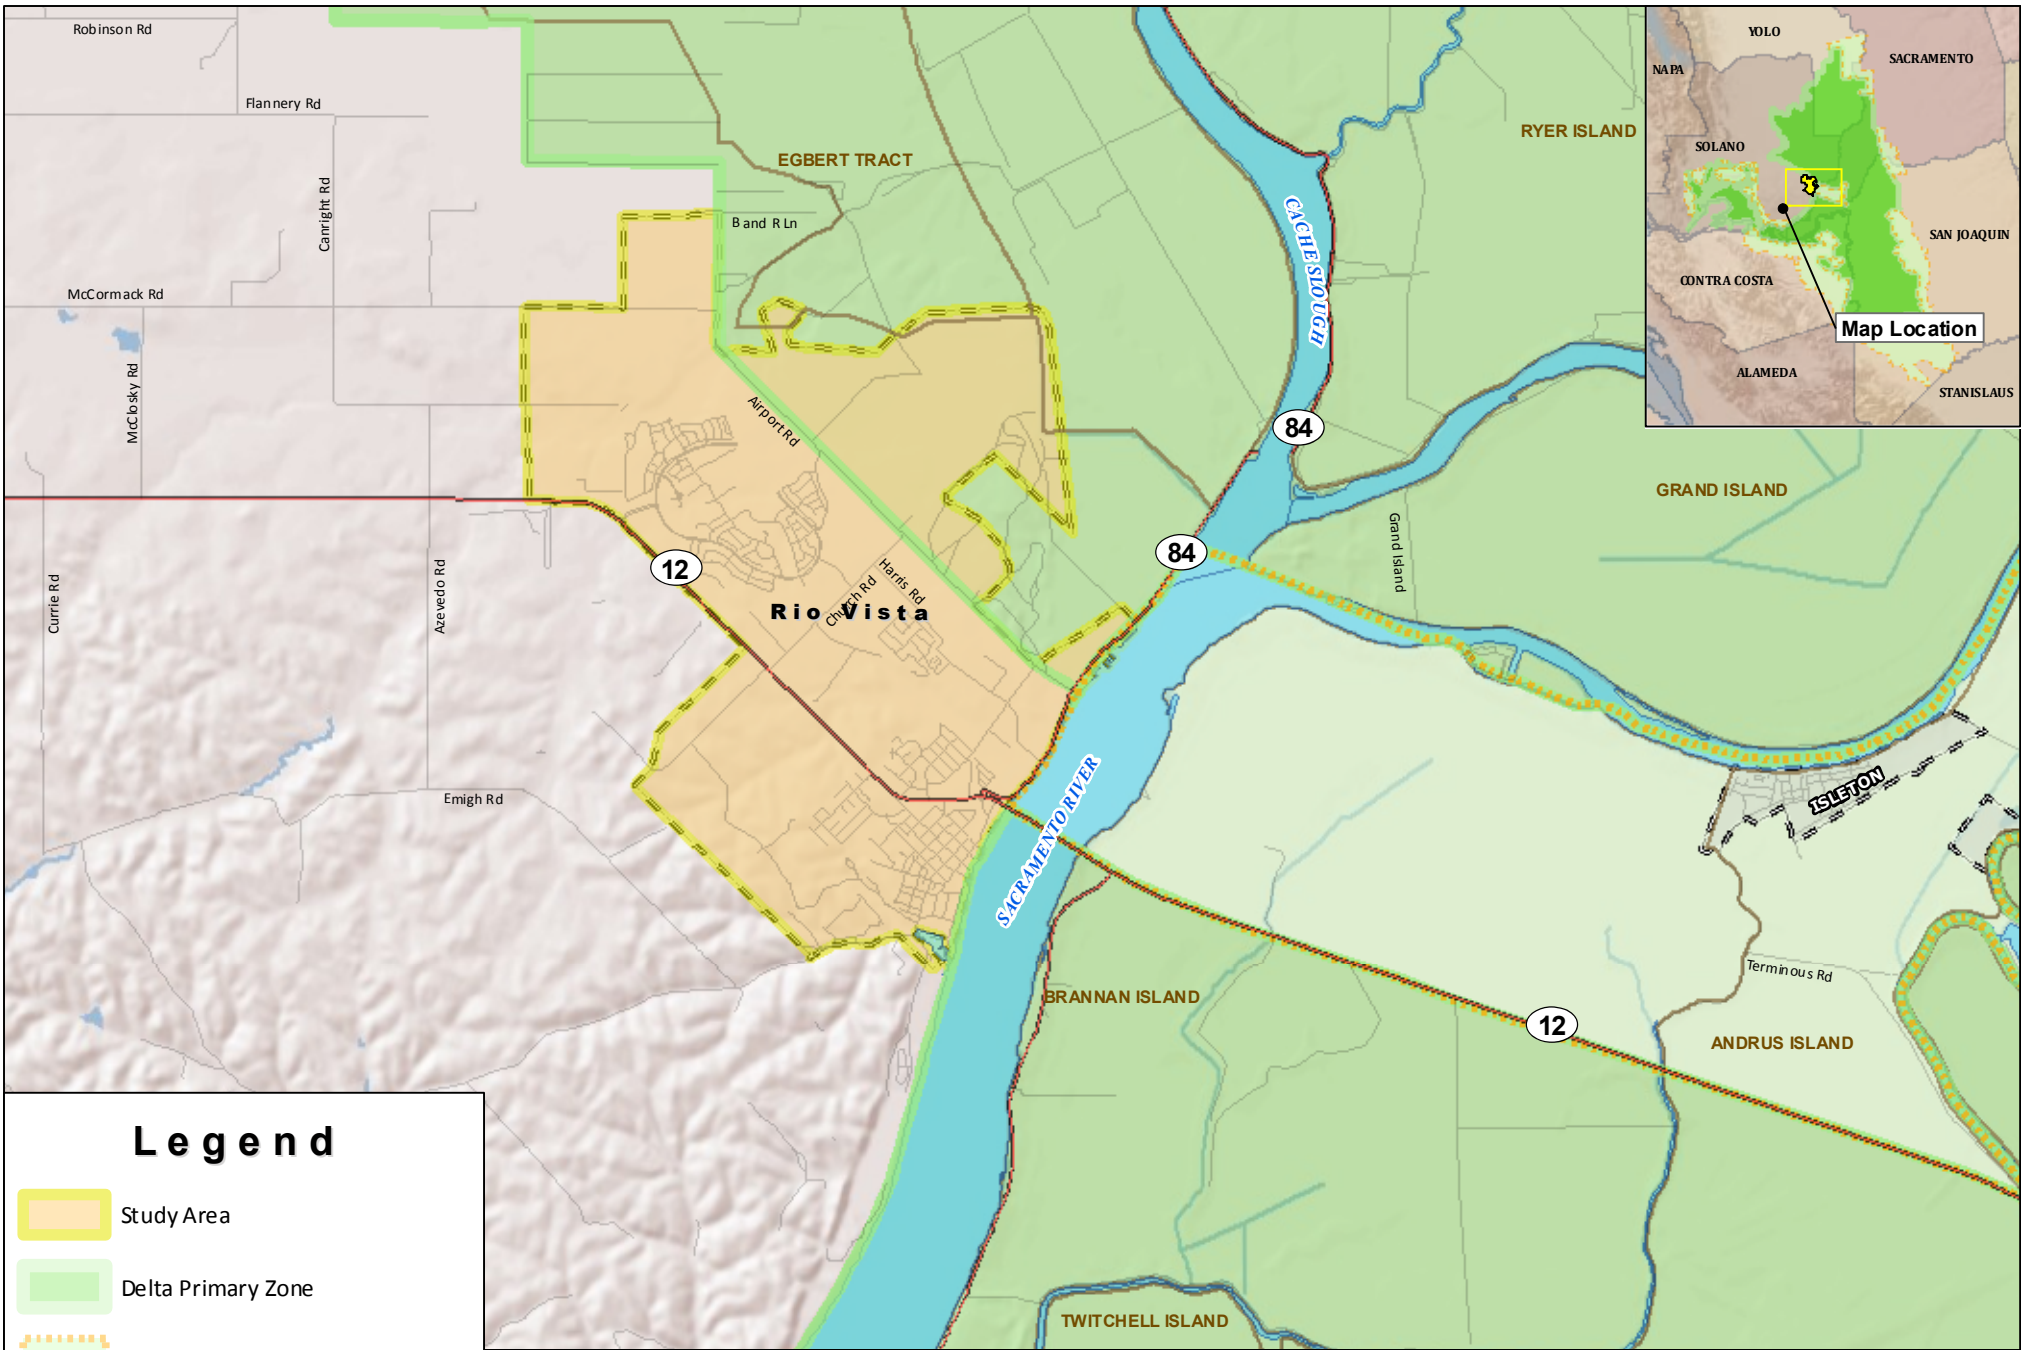 Robinson Rd
Flannery Rd
Canright Rd
McCormack Rd
McClosky Rd
Currie Rd
Azevedo Rd
Emigh Rd
EGBERT TRACT
B and R Ln
Airport Rd
Harris Rd
Church Rd
Rio Vista
12
84
84
CACHE SLOUGH
RYER ISLAND
GRAND ISLAND
Grand Island
SACRAMENTO RIVER
ISLETON
BRANNAN ISLAND
Terminous Rd
12
ANDRUS ISLAND
TWITCHELL ISLAND
YOLO
NAPA
SACRAMENTO
SOLANO
SAN JOAQUIN
CONTRA COSTA
Map Location
ALAMEDA
STANISLAUS
Legend
Study Area
Delta Primary Zone